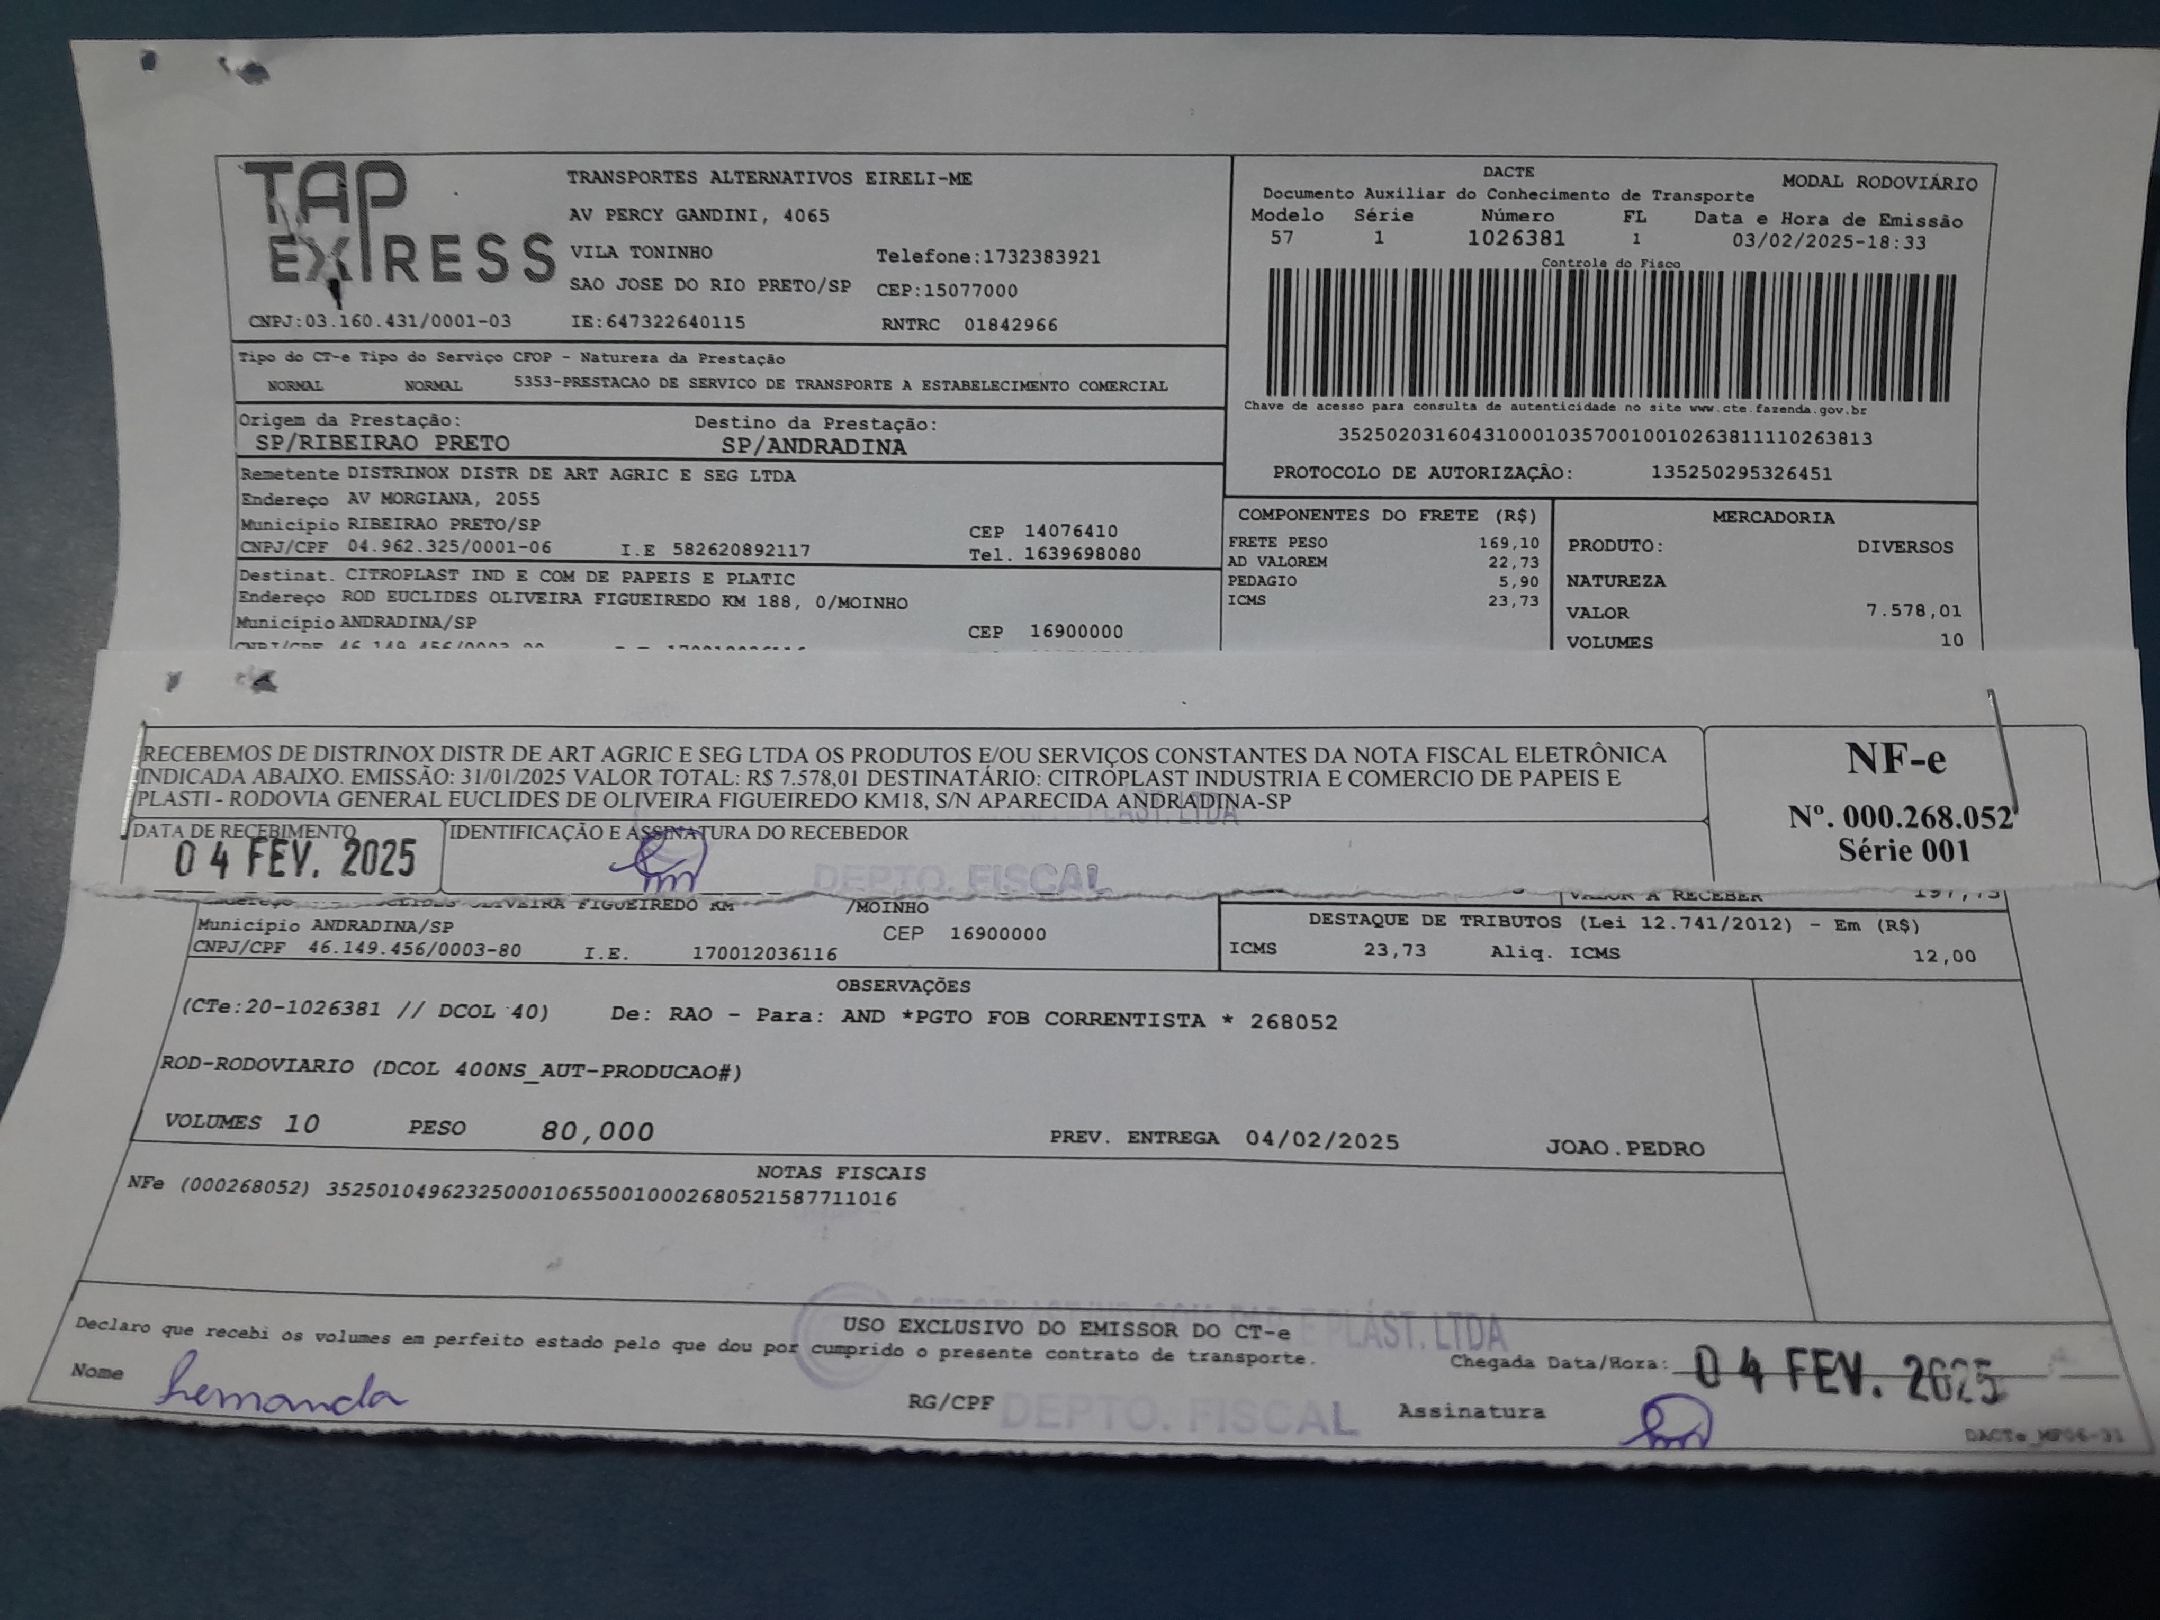 TAP EXPRESS
TRANSPORTES ALTERNATIVOS EIRELI-ME
AV PERCY GANDINI, 4065
VILA TONINHO Telefone:1732383921
SAO JOSE DO RIO PRETO/SP CEP:15077000
CNPJ:03.160.431/0001-03 IE:647322640115 RNTRC 01842966
DACTE
Documento Auxiliar do Conhecimento de Transporte
MODAL RODOVIÁRIO
Modelo Série Número FL Data e Hora de Emissão
57 1 1026381 1 03/02/2025-18:33
Controle do Fisco
Chave de acesso para consulta de autenticidade no site www.cte.fazenda.gov.br
35250203160431000103570010010263811110263813
PROTOCOLO DE AUTORIZAÇÃO: 135250295326451
Tipo do CT-e Tipo do Serviço CFOP - Natureza da Prestação
NORMAL NORMAL 5353-PRESTACAO DE SERVICO DE TRANSPORTE A ESTABELECIMENTO COMERCIAL
Origem da Prestação: Destino da Prestação:
SP/RIBEIRAO PRETO SP/ANDRADINA
Remetente DISTRINOX DISTR DE ART AGRIC E SEG LTDA
Endereço AV MORGIANA, 2055
Município RIBEIRAO PRETO/SP CEP 14076410
CNPJ/CPF 04.962.325/0001-06 I.E 582620892117 Tel. 1639698080
Destinat. CITROPLAST IND E COM DE PAPEIS E PLATIC
Endereço ROD EUCLIDES OLIVEIRA FIGUEIREDO KM 188, 0/MOINHO
Município ANDRADINA/SP CEP 16900000
COMPONENTES DO FRETE (R$)
FRETE PESO 169,10
AD VALOREM 22,73
PEDAGIO 5,90
ICMS 23,73
MERCADORIA
PRODUTO: DIVERSOS
NATUREZA
VALOR 7.578,01
VOLUMES 10
RECEBEMOS DE DISTRINOX DISTR DE ART AGRIC E SEG LTDA OS PRODUTOS E/OU SERVIÇOS CONSTANTES DA NOTA FISCAL ELETRÔNICA
INDICADA ABAIXO. EMISSÃO: 31/01/2025 VALOR TOTAL: R$ 7.578,01 DESTINATÁRIO: CITROPLAST INDUSTRIA E COMERCIO DE PAPEIS E
PLASTI - RODOVIA GENERAL EUCLIDES DE OLIVEIRA FIGUEIREDO KM18, S/N APARECIDA ANDRADINA-SP
DATA DE RECEBIMENTO IDENTIFICAÇÃO E ASSINATURA DO RECEBEDOR
04 FEV. 2025
DEPTO. FISCAL
NF-e
Nº. 000.268.052
Série 001
EUCLIDES OLIVEIRA FIGUEIREDO KM /MOINHO
Município ANDRADINA/SP CEP 16900000
CNPJ/CPF 46.149.456/0003-80 I.E. 170012036116
VALOR A RECEBER 197,73
DESTAQUE DE TRIBUTOS (Lei 12.741/2012) - Em (R$)
ICMS 23,73 Aliq. ICMS 12,00
OBSERVAÇÕES
(CTe:20-1026381 // DCOL 40) De: RAO - Para: AND *PGTO FOB CORRENTISTA * 268052
ROD-RODOVIARIO (DCOL 400NS_AUT-PRODUCAO#)
VOLUMES 10 PESO 80,000 PREV. ENTREGA 04/02/2025 JOAO.PEDRO
NOTAS FISCAIS
NFe (000268052) 35250104962325000106550010002680521587711016
USO EXCLUSIVO DO EMISSOR DO CT-e
PLÁST. LTDA
Declaro que recebi os volumes em perfeito estado pelo que dou por cumprido o presente contrato de transporte.
Chegada Data/Hora: 04 FEV. 2025
Nome RG/CPF Assinatura
DEPTO. FISCAL